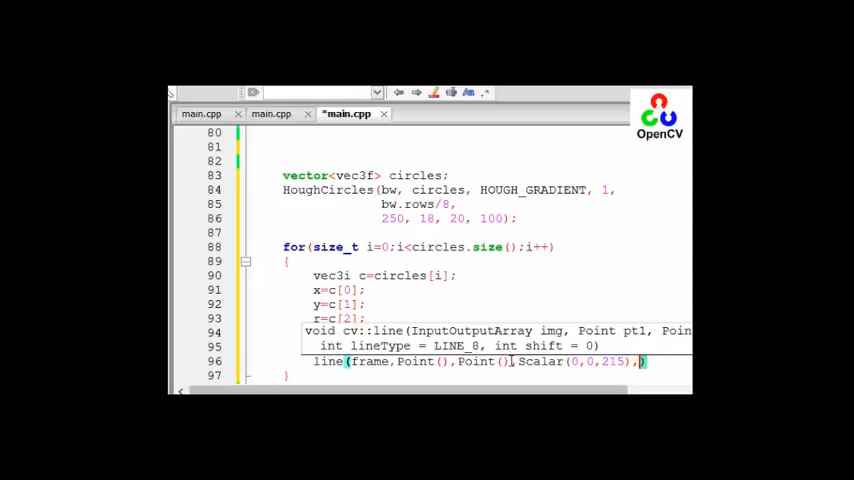 main.cpp main.cpp *main.cpp
OpenCV
80
81
82
83 vector<vec3f> circles;
84 HoughCircles(bw, circles, HOUGH_GRADIENT, 1,
85 bw.rows/8,
86 250, 18, 20, 100);
87
88 for(size_t i=0;i<circles.size();i++)
89 {
90 vec3i c=circles[i];
91 x=c[0];
92 y=c[1];
93 r=c[2];
94 void cv::line(InputOutputArray img, Point pt1, Poin
95 int lineType = LINE_8, int shift = 0)
96 line(frame,Point(),Point(),Scalar(0,0,215),)
97 }